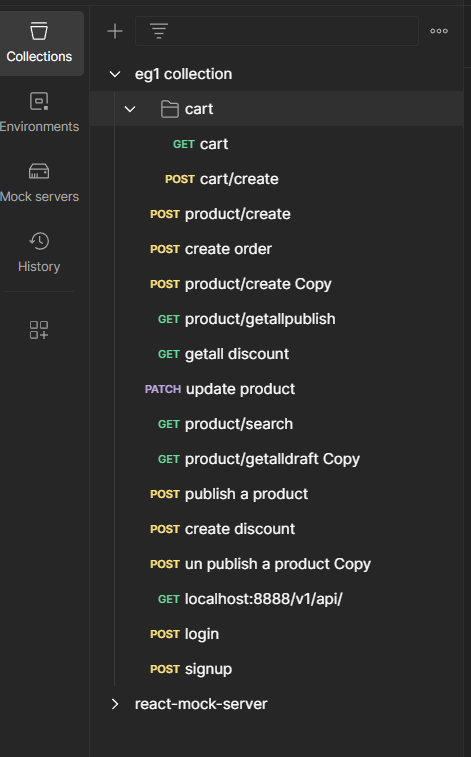 Collections
Environments
Mock servers
History
eg1 collection
cart
GET cart
POST cart/create
POST product/create
POST create order
POST product/create Copy
GET product/getallpublish
GET getall discount
PATCH update product
GET product/search
GET product/getalldraft Copy
POST publish a product
POST create discount
POST un publish a product Copy
GET localhost:8888/v1/api/
POST login
POST signup
react-mock-server